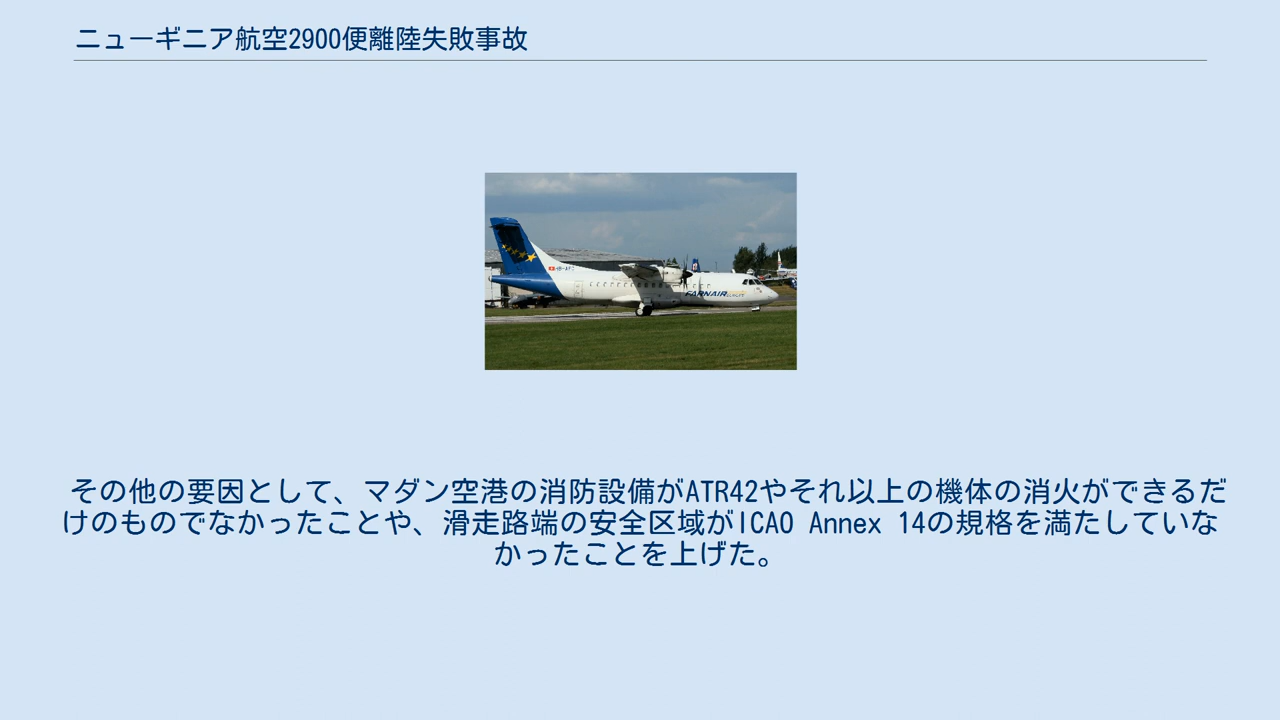 ニューギニア航空2900便離陸失敗事故
FARNAIR
その他の要因として、マダン空港の消防設備がATR42やそれ以上の機体の消火ができるだ
けのものでなかったことや、滑走路端の安全区域がICAO Annex 14の規格を満たしていな
かったことを上げた。